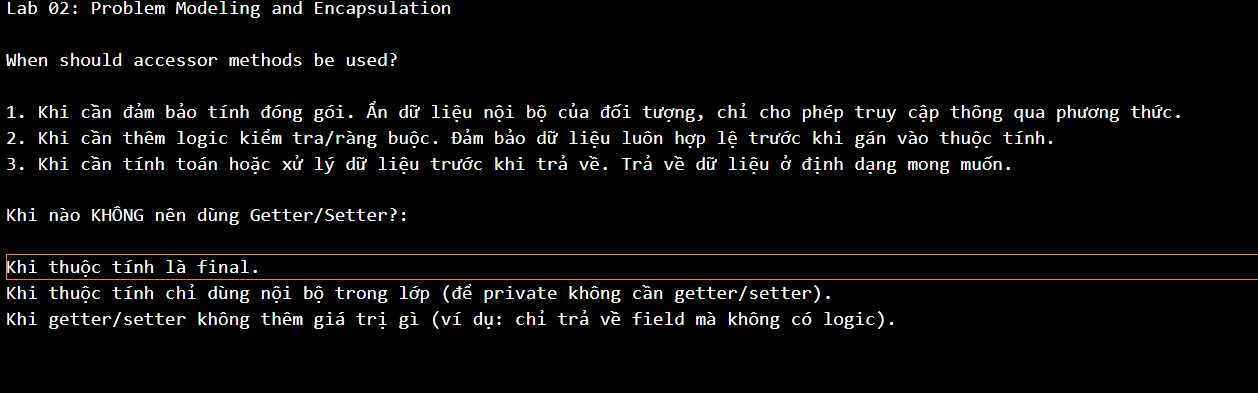 Lab 02: Problem Modeling and Encapsulation
When should accessor methods be used?
1. Khi cần đảm bảo tính đóng gói. Ẩn dữ liệu nội bộ của đối tượng, chỉ cho phép truy cập thông qua phương thức.
2. Khi cần thêm logic kiểm tra/ràng buộc. Đảm bảo dữ liệu luôn hợp lệ trước khi gán vào thuộc tính.
3. Khi cần tính toán hoặc xử lý dữ liệu trước khi trả về. Trả về dữ liệu ở định dạng mong muốn.
Khi nào KHÔNG nên dùng Getter/Setter?:
Khi thuộc tính là final.
Khi thuộc tính chỉ dùng nội bộ trong lớp (để private không cần getter/setter).
Khi getter/setter không thêm giá trị gì (ví dụ: chỉ trả về field mà không có logic).